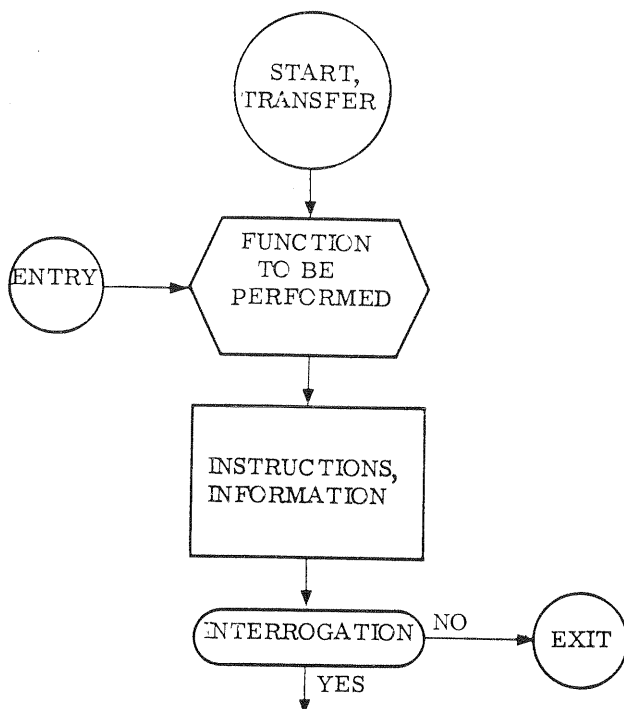 START,
TRANSFER
FUNCTION
TO BE
PERFORMED
ENTRY
INSTRUCTIONS,
INFORMATION
INTERROGATION
NO
EXIT
YES